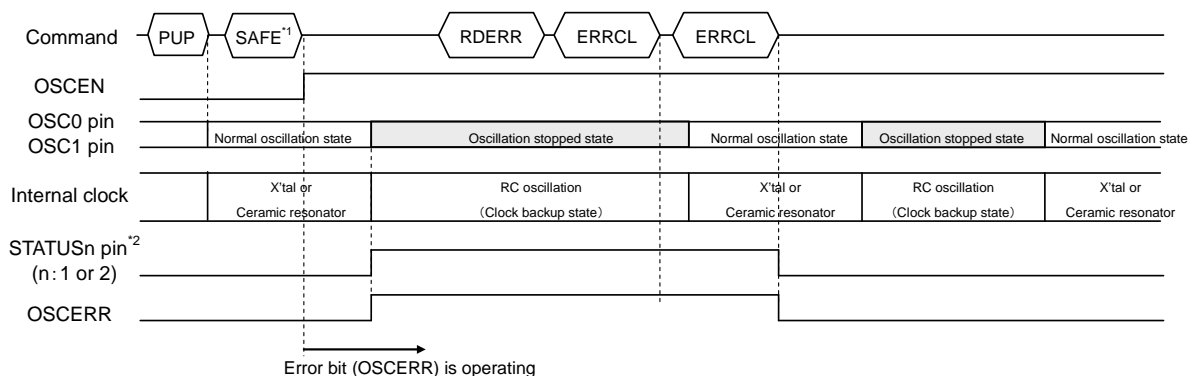 Command PUP SAFE*1 RDERR ERRCL ERRCL
OSCEN
OSC0 pin
OSC1 pin
Normal oscillation state Oscillation stopped state Normal oscillation state Oscillation stopped state Normal oscillation state
Internal clock
X'tal or RC oscillation X'tal or RC oscillation X'tal or
Ceramic resonator (Clock backup state) Ceramic resonator (Clock backup state) Ceramic resonator
STATUSn pin*2
(n:1 or 2)
OSCERR
Error bit (OSCERR) is operating